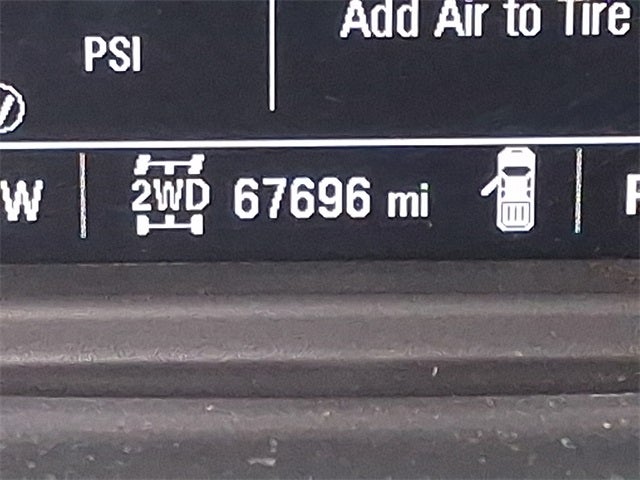 Add Air to Tire
PSI
W
2WD 67696 mi